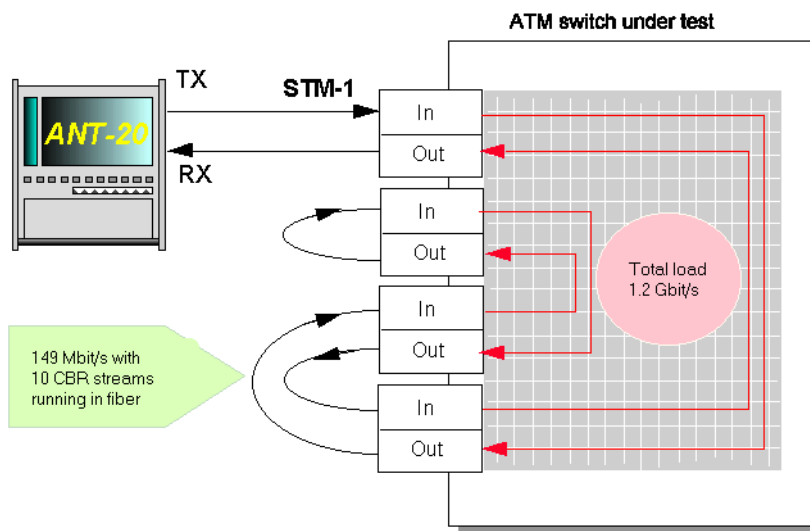 ATM switch under test
TX
STM-1
ANT-20
RX
In
Out
In
Out
In
Out
In
Out
Total load
1.2 Gbit/s
149 Mbit/s with
10 CBR streams
running in fiber